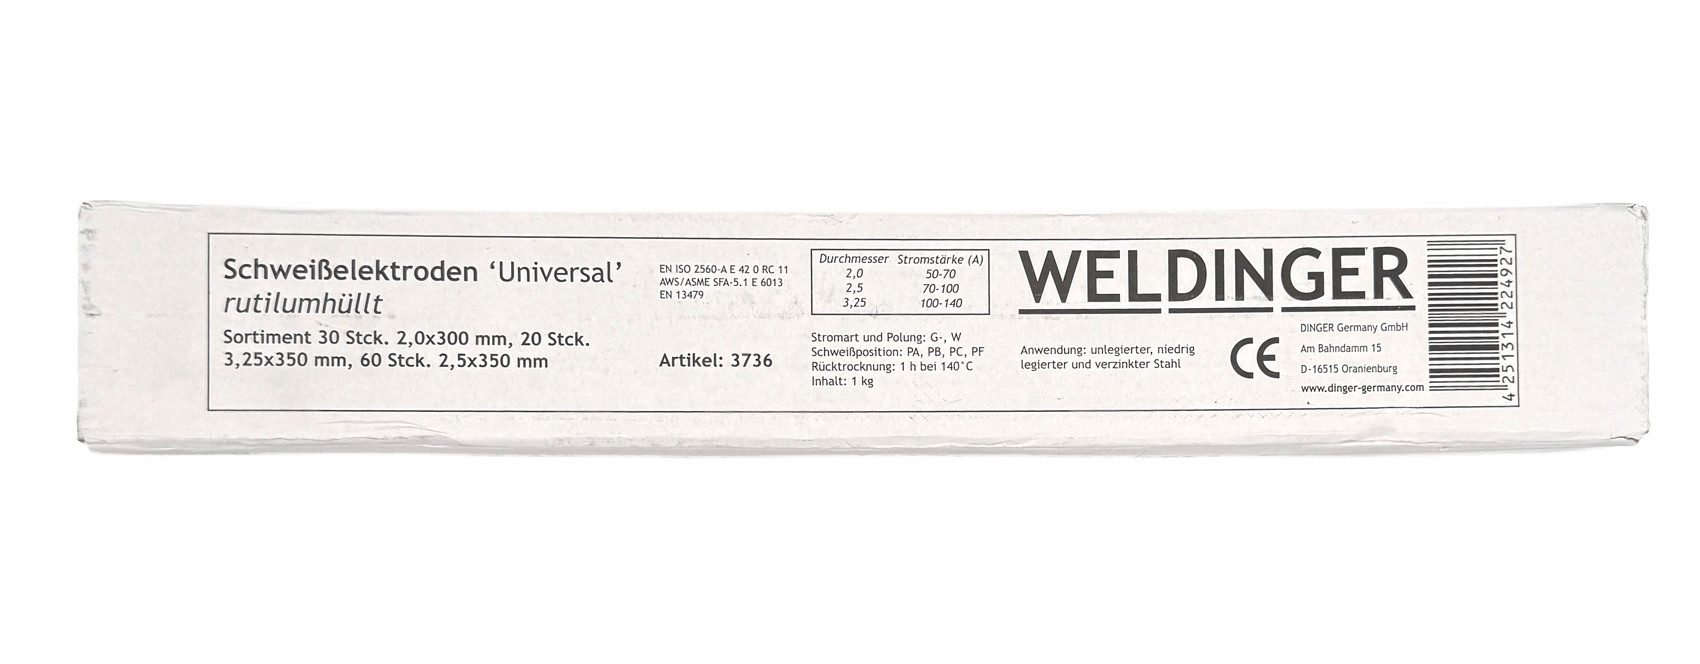 Schweißelektroden ‘Universal’
rutilumhüllt
Sortiment 30 Stck. 2,0x300 mm, 20 Stck.
3,25x350 mm, 60 Stck. 2,5x350 mm
EN ISO 2560-A E 42 0 RC 11
AWS/ASME SFA-5.1 E 6013
EN 13479
Artikel: 3736
Durchmesser Stromstärke (A)
2,0 50-70
2,5 70-100
3,25 100-140
Stromart und Polung: G-, W
Schweißposition: PA, PB, PC, PF
Rücktrocknung: 1 h bei 140°C
Inhalt: 1 kg
WELDINGER
Anwendung: unlegierter, niedrig
legierter und verzinkter Stahl
CE
DINGER Germany GmbH
Am Bahndamm 15
D-16515 Oranienburg
www.dinger-germany.com
4 251314 224927